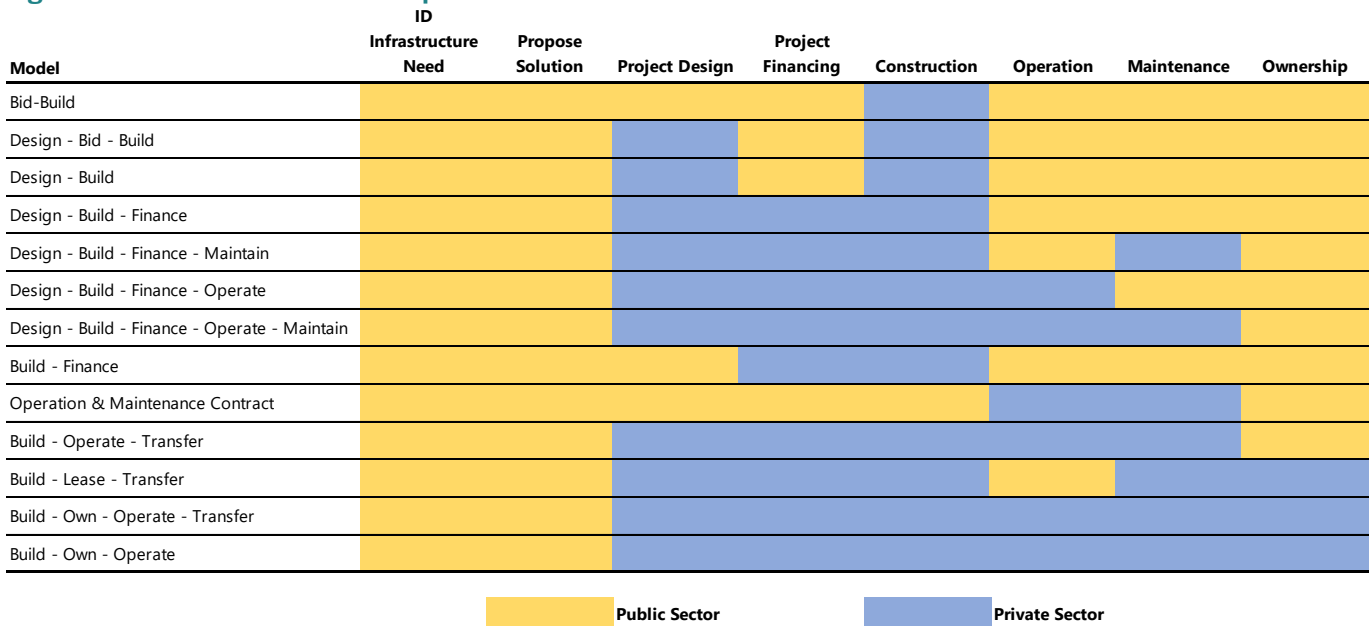 ID
Infrastructure Propose Project
Model Need Solution Project Design Financing Construction Operation Maintenance Ownership
Bid-Build
Design - Bid - Build
Design - Build
Design - Build - Finance
Design - Build - Finance - Maintain
Design - Build - Finance - Operate
Design - Build - Finance - Operate - Maintain
Build - Finance
Operation & Maintenance Contract
Build - Operate - Transfer
Build - Lease - Transfer
Build - Own - Operate - Transfer
Build - Own - Operate
Public Sector Private Sector